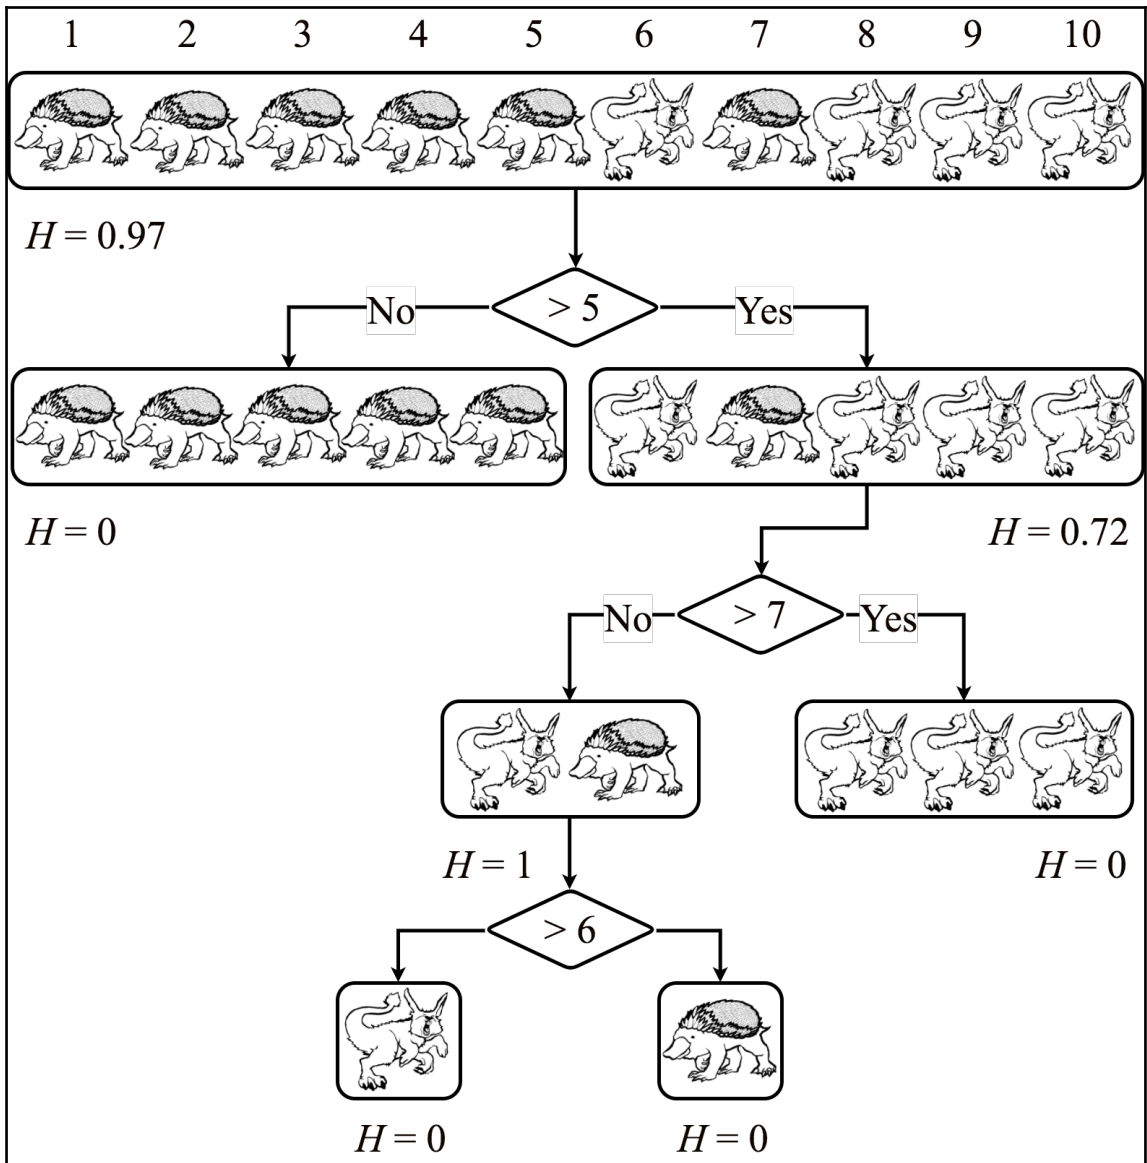 1 2 3 4 5 6 7 8 9 10
H = 0.97
> 5
No Yes
H = 0
H = 0.72
> 7
No Yes
H = 1
H = 0
> 6
H = 0 H = 0